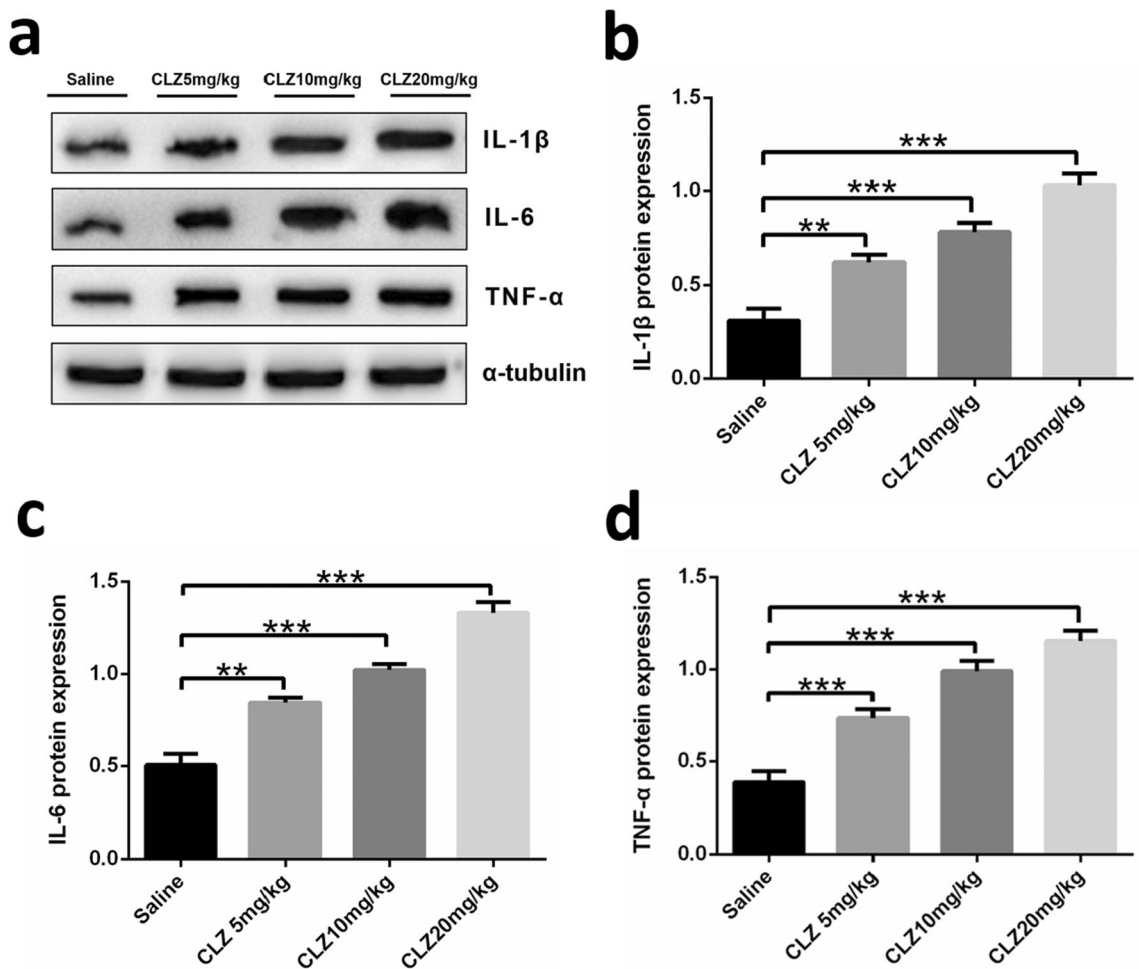 a
Saline CLZ5mg/kg CLZ10mg/kg CLZ20mg/kg
IL-1β
IL-6
TNF-α
α-tubulin
b
IL-1β protein expression
1.5
1.0
0.5
0.0
***
***
**
Saline
CLZ 5mg/kg
CLZ10mg/kg
CLZ20mg/kg
c
IL-6 protein expression
1.5
1.0
0.5
0.0
***
***
**
Saline
CLZ 5mg/kg
CLZ10mg/kg
CLZ20mg/kg
d
TNF-α protein expression
1.5
1.0
0.5
0.0
***
***
***
Saline
CLZ 5mg/kg
CLZ10mg/kg
CLZ20mg/kg